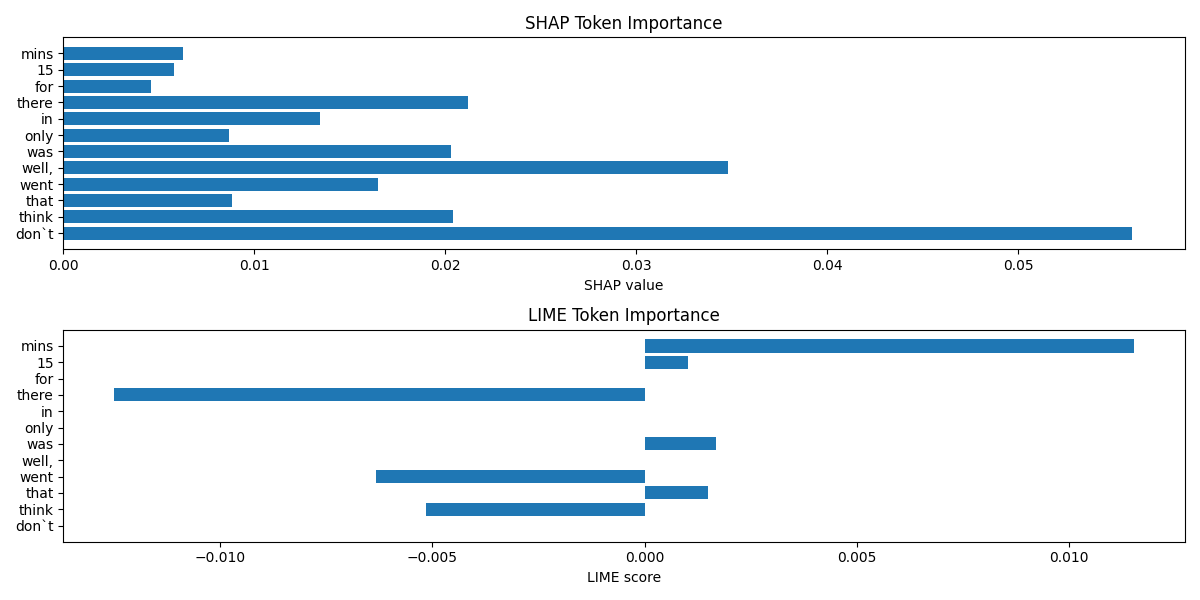 SHAP Token Importance
mins
15
for
there
in
only
was
well,
went
that
think
don`t
0.00 0.01 0.02 0.03 0.04 0.05
SHAP value
LIME Token Importance
mins
15
for
there
in
only
was
well,
went
that
think
don`t
−0.010 −0.005 0.000 0.005 0.010
LIME score